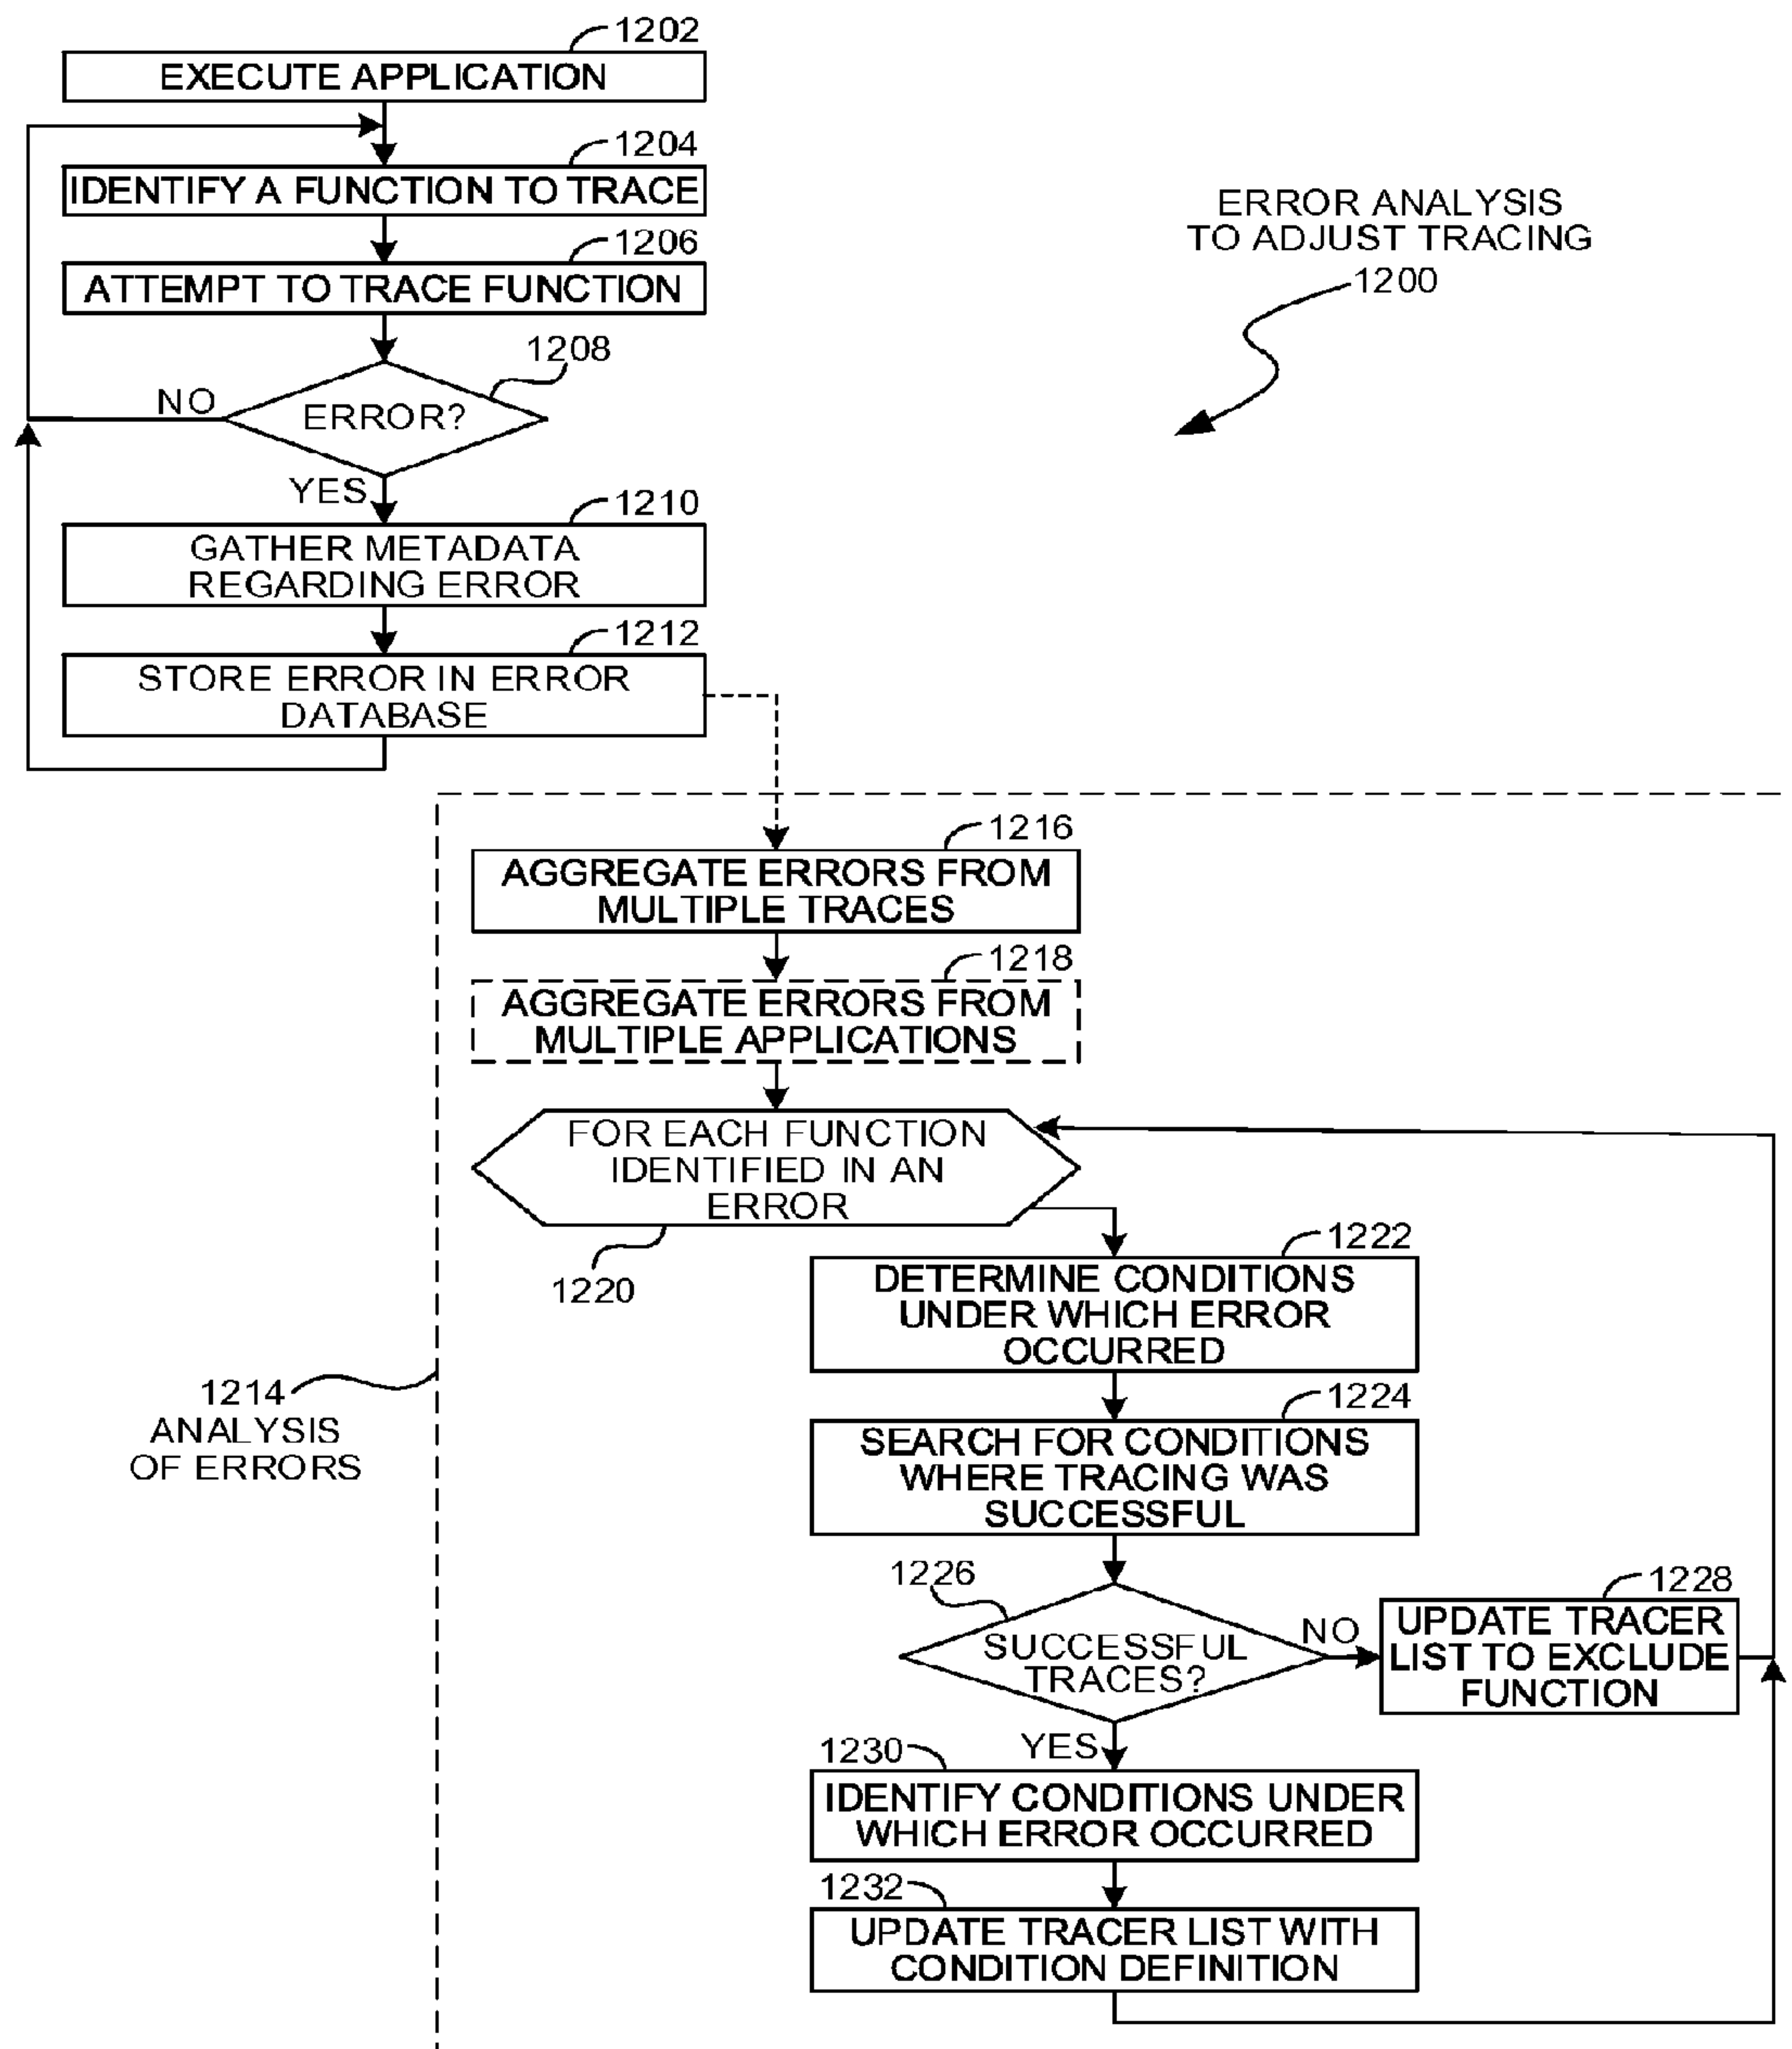 1202
EXECUTE APPLICATION
1204
IDENTIFY A FUNCTION TO TRACE
1206
ATTEMPT TO TRACE FUNCTION
1208
NO
ERROR?
YES
1210
GATHER METADATA
REGARDING ERROR
1212
STORE ERROR IN ERROR
DATABASE
ERROR ANALYSIS
TO ADJUST TRACING
1200
1216
AGGREGATE ERRORS FROM
MULTIPLE TRACES
1218
AGGREGATE ERRORS FROM
MULTIPLE APPLICATIONS
FOR EACH FUNCTION
IDENTIFIED IN AN
ERROR
1220
1222
DETERMINE CONDITIONS
UNDER WHICH ERROR
OCCURRED
1214
ANALYSIS
OF ERRORS
1224
SEARCH FOR CONDITIONS
WHERE TRACING WAS
SUCCESSFUL
1226
SUCCESSFUL
TRACES?
NO
1228
UPDATE TRACER
LIST TO EXCLUDE
FUNCTION
YES
1230
IDENTIFY CONDITIONS UNDER
WHICH ERROR OCCURRED
1232
UPDATE TRACER LIST WITH
CONDITION DEFINITION